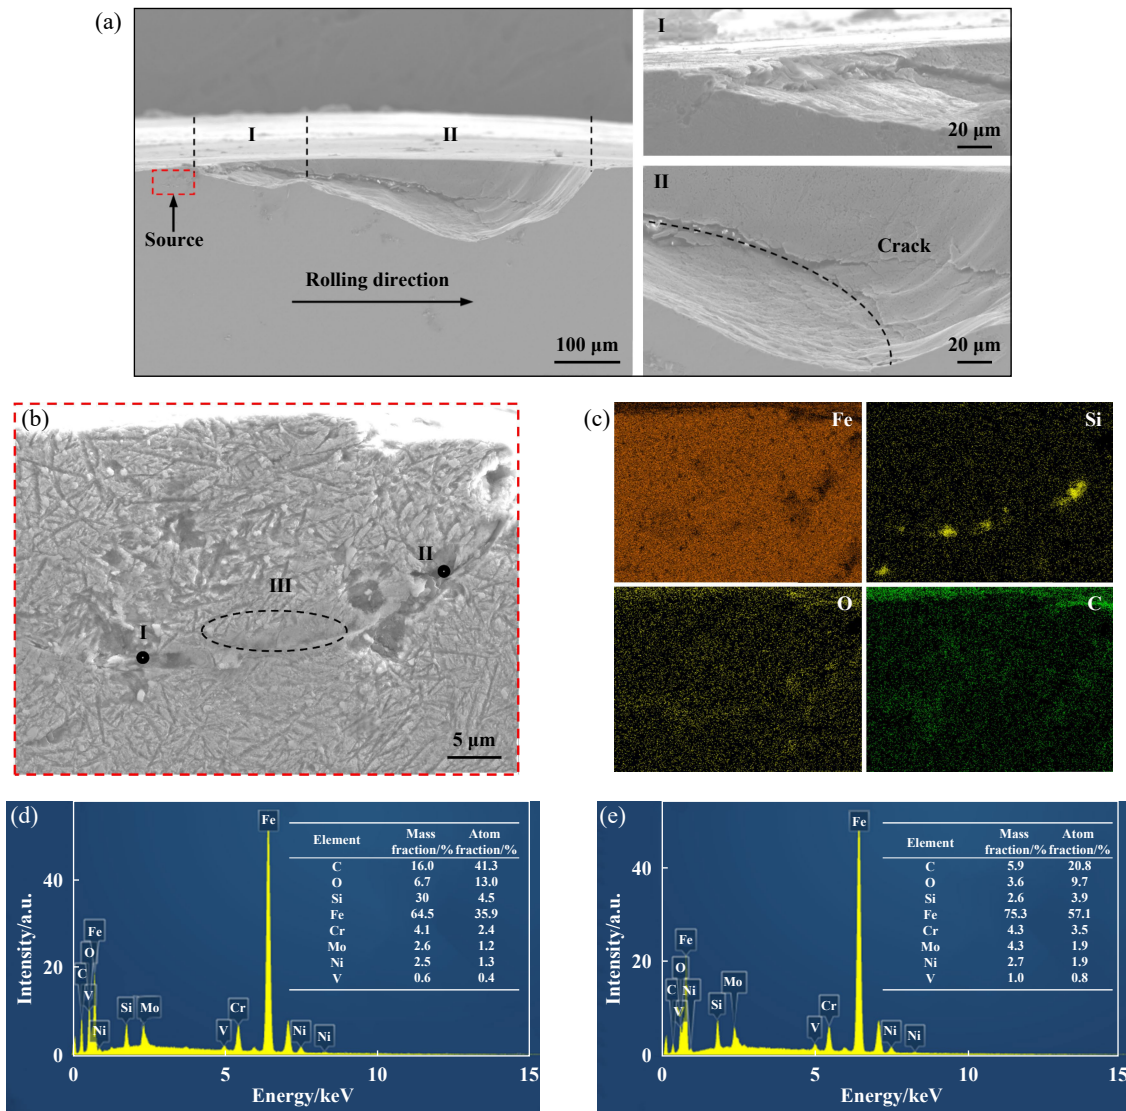 (a)
I
II
Source
Rolling direction
100 μm
I
20 μm
II
Crack
20 μm
(b)
I
II
III
5 μm
(c)
Fe
Si
O
C
(d)
Intensity/a.u.
40
20
0
C
O
Fe
V
Ni
Si
Mo
V
Cr
Fe
Ni
Ni
Element Mass fraction/% Atom fraction/%
C 16.0 41.3
O 6.7 13.0
Si 30 4.5
Fe 64.5 35.9
Cr 4.1 2.4
Mo 2.6 1.2
Ni 2.5 1.3
V 0.6 0.4
5 10 15
Energy/keV
(e)
Intensity/a.u.
40
20
0
C
O
Fe
V
Ni
Si
Mo
V
Cr
Fe
Ni
Ni
Element Mass fraction/% Atom fraction/%
C 5.9 20.8
O 3.6 9.7
Si 2.6 3.9
Fe 75.3 57.1
Cr 4.3 3.5
Mo 4.3 1.9
Ni 2.7 1.9
V 1.0 0.8
5 10 15
Energy/keV